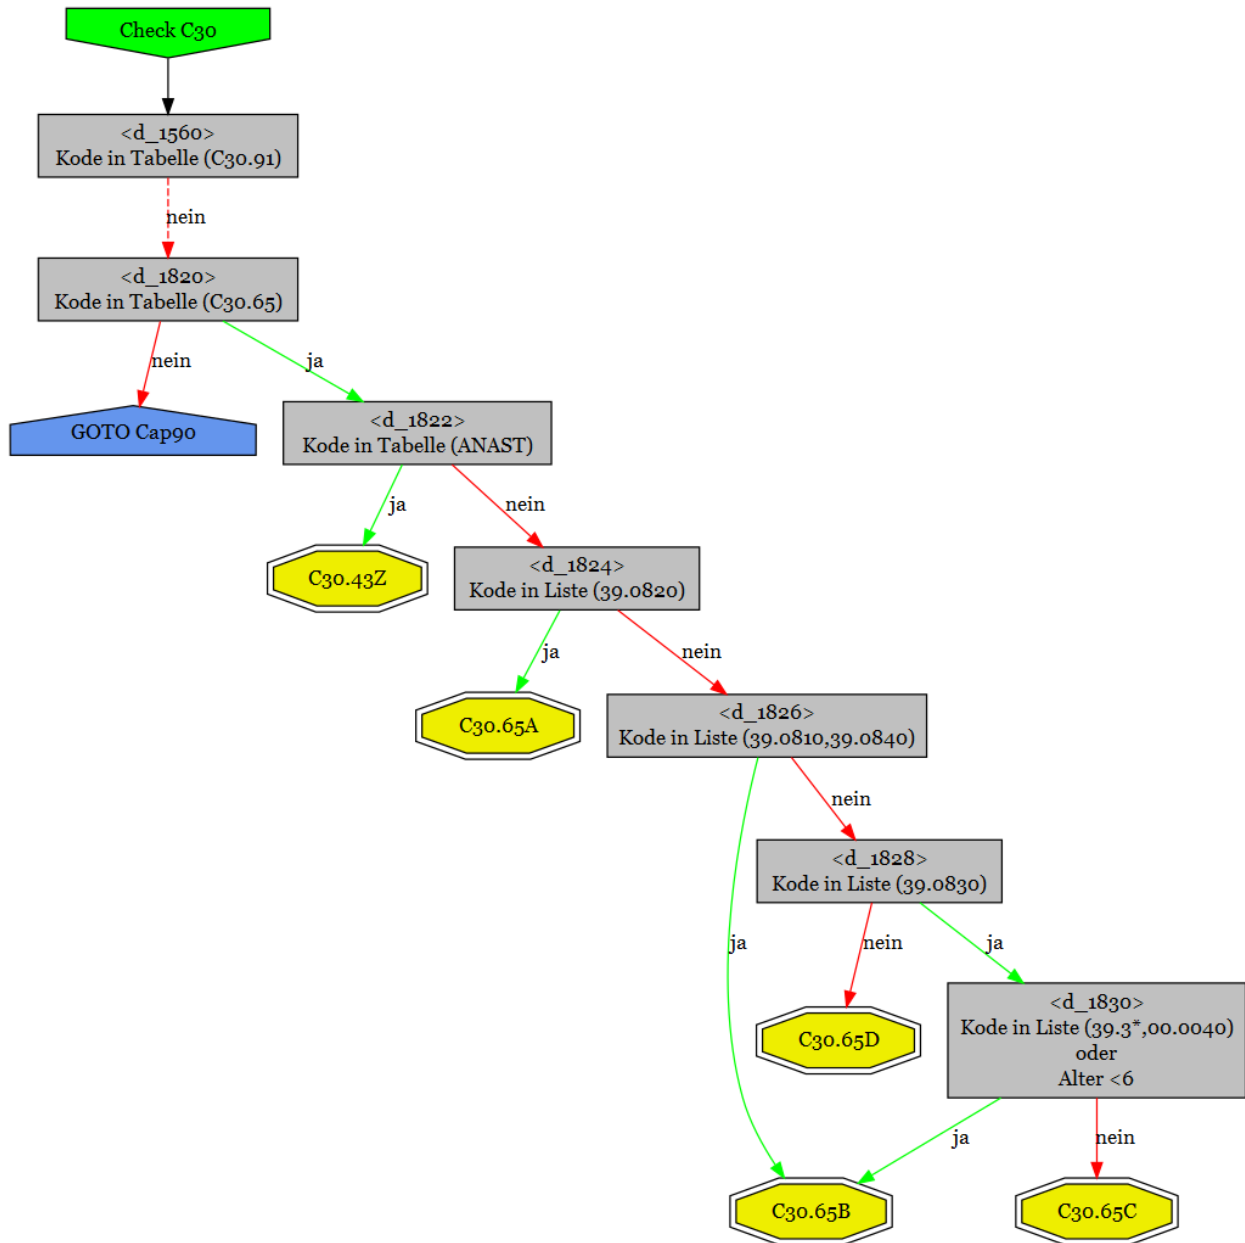 Check C30
<d_1560>
Kode in Tabelle (C30.91)
nein
<d_1820>
Kode in Tabelle (C30.65)
nein
ja
GOTO Cap90
<d_1822>
Kode in Tabelle (ANAST)
ja
nein
C30.43Z
<d_1824>
Kode in Liste (39.0820)
ja
nein
C30.65A
<d_1826>
Kode in Liste (39.0810,39.0840)
nein
ja
<d_1828>
Kode in Liste (39.0830)
nein
ja
C30.65D
<d_1830>
Kode in Liste (39.3*,00.0040)
oder
Alter <6
ja
nein
C30.65B
C30.65C